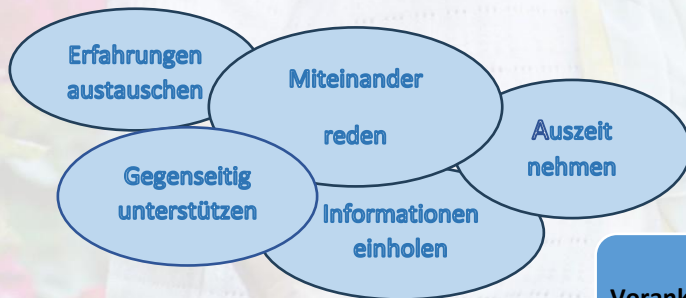 Erfahrungen
austauschen
Miteinander
reden
Auszeit
nehmen
Gegenseitig
unterstützen
Informationen
einholen